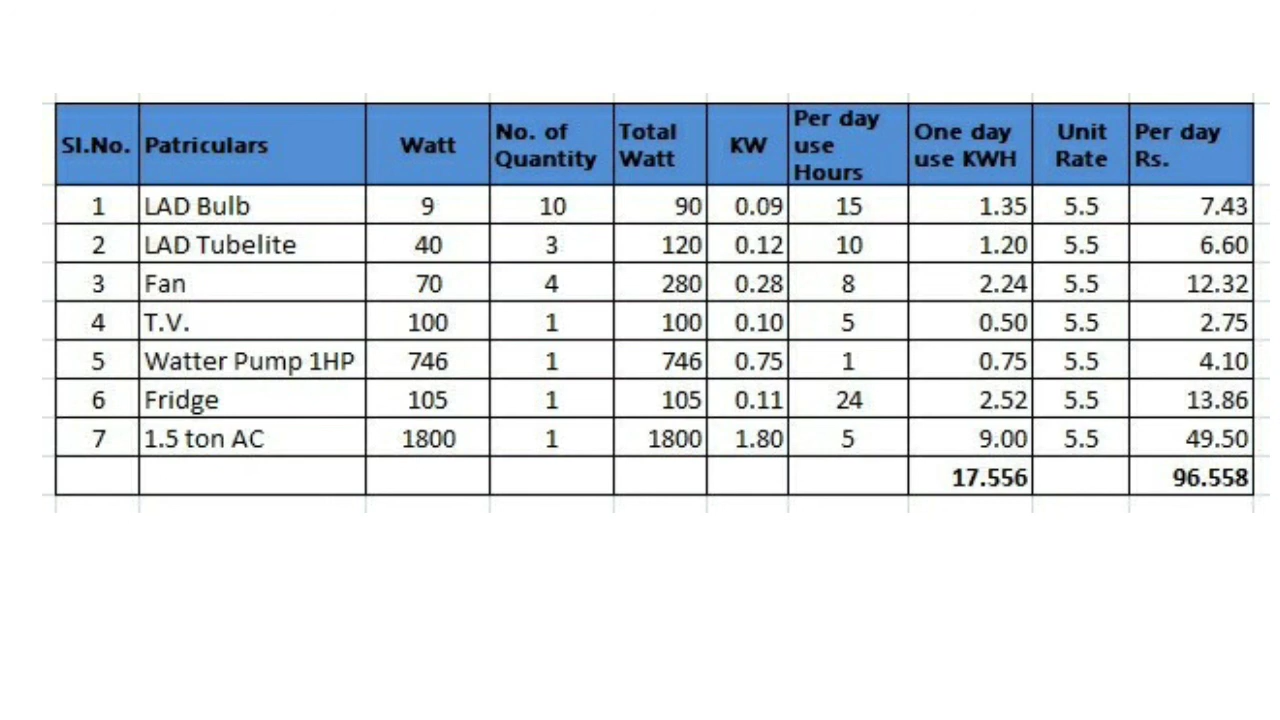 Sl.No. Patriculars Watt No. of Quantity Total Watt KW Per day use Hours One day use KWH Unit Rate Per day Rs.
1 LAD Bulb 9 10 90 0.09 15 1.35 5.5 7.43
2 LAD Tubelite 40 3 120 0.12 10 1.20 5.5 6.60
3 Fan 70 4 280 0.28 8 2.24 5.5 12.32
4 T.V. 100 1 100 0.10 5 0.50 5.5 2.75
5 Watter Pump 1HP 746 1 746 0.75 1 0.75 5.5 4.10
6 Fridge 105 1 105 0.11 24 2.52 5.5 13.86
7 1.5 ton AC 1800 1 1800 1.80 5 9.00 5.5 49.50
17.556 96.558